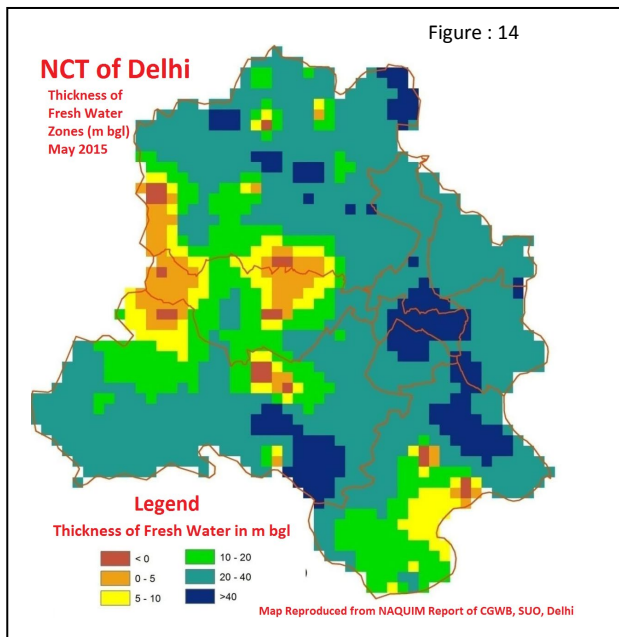 Figure : 14
NCT of Delhi
Thickness of
Fresh Water
Zones (m bgl)
May 2015
Legend
Thickness of Fresh Water in m bgl
< 0
0 - 5
5 - 10
10 - 20
20 - 40
>40
)
Map Reproduced from NAQUIM Report of CGWB, SUO, Delhi